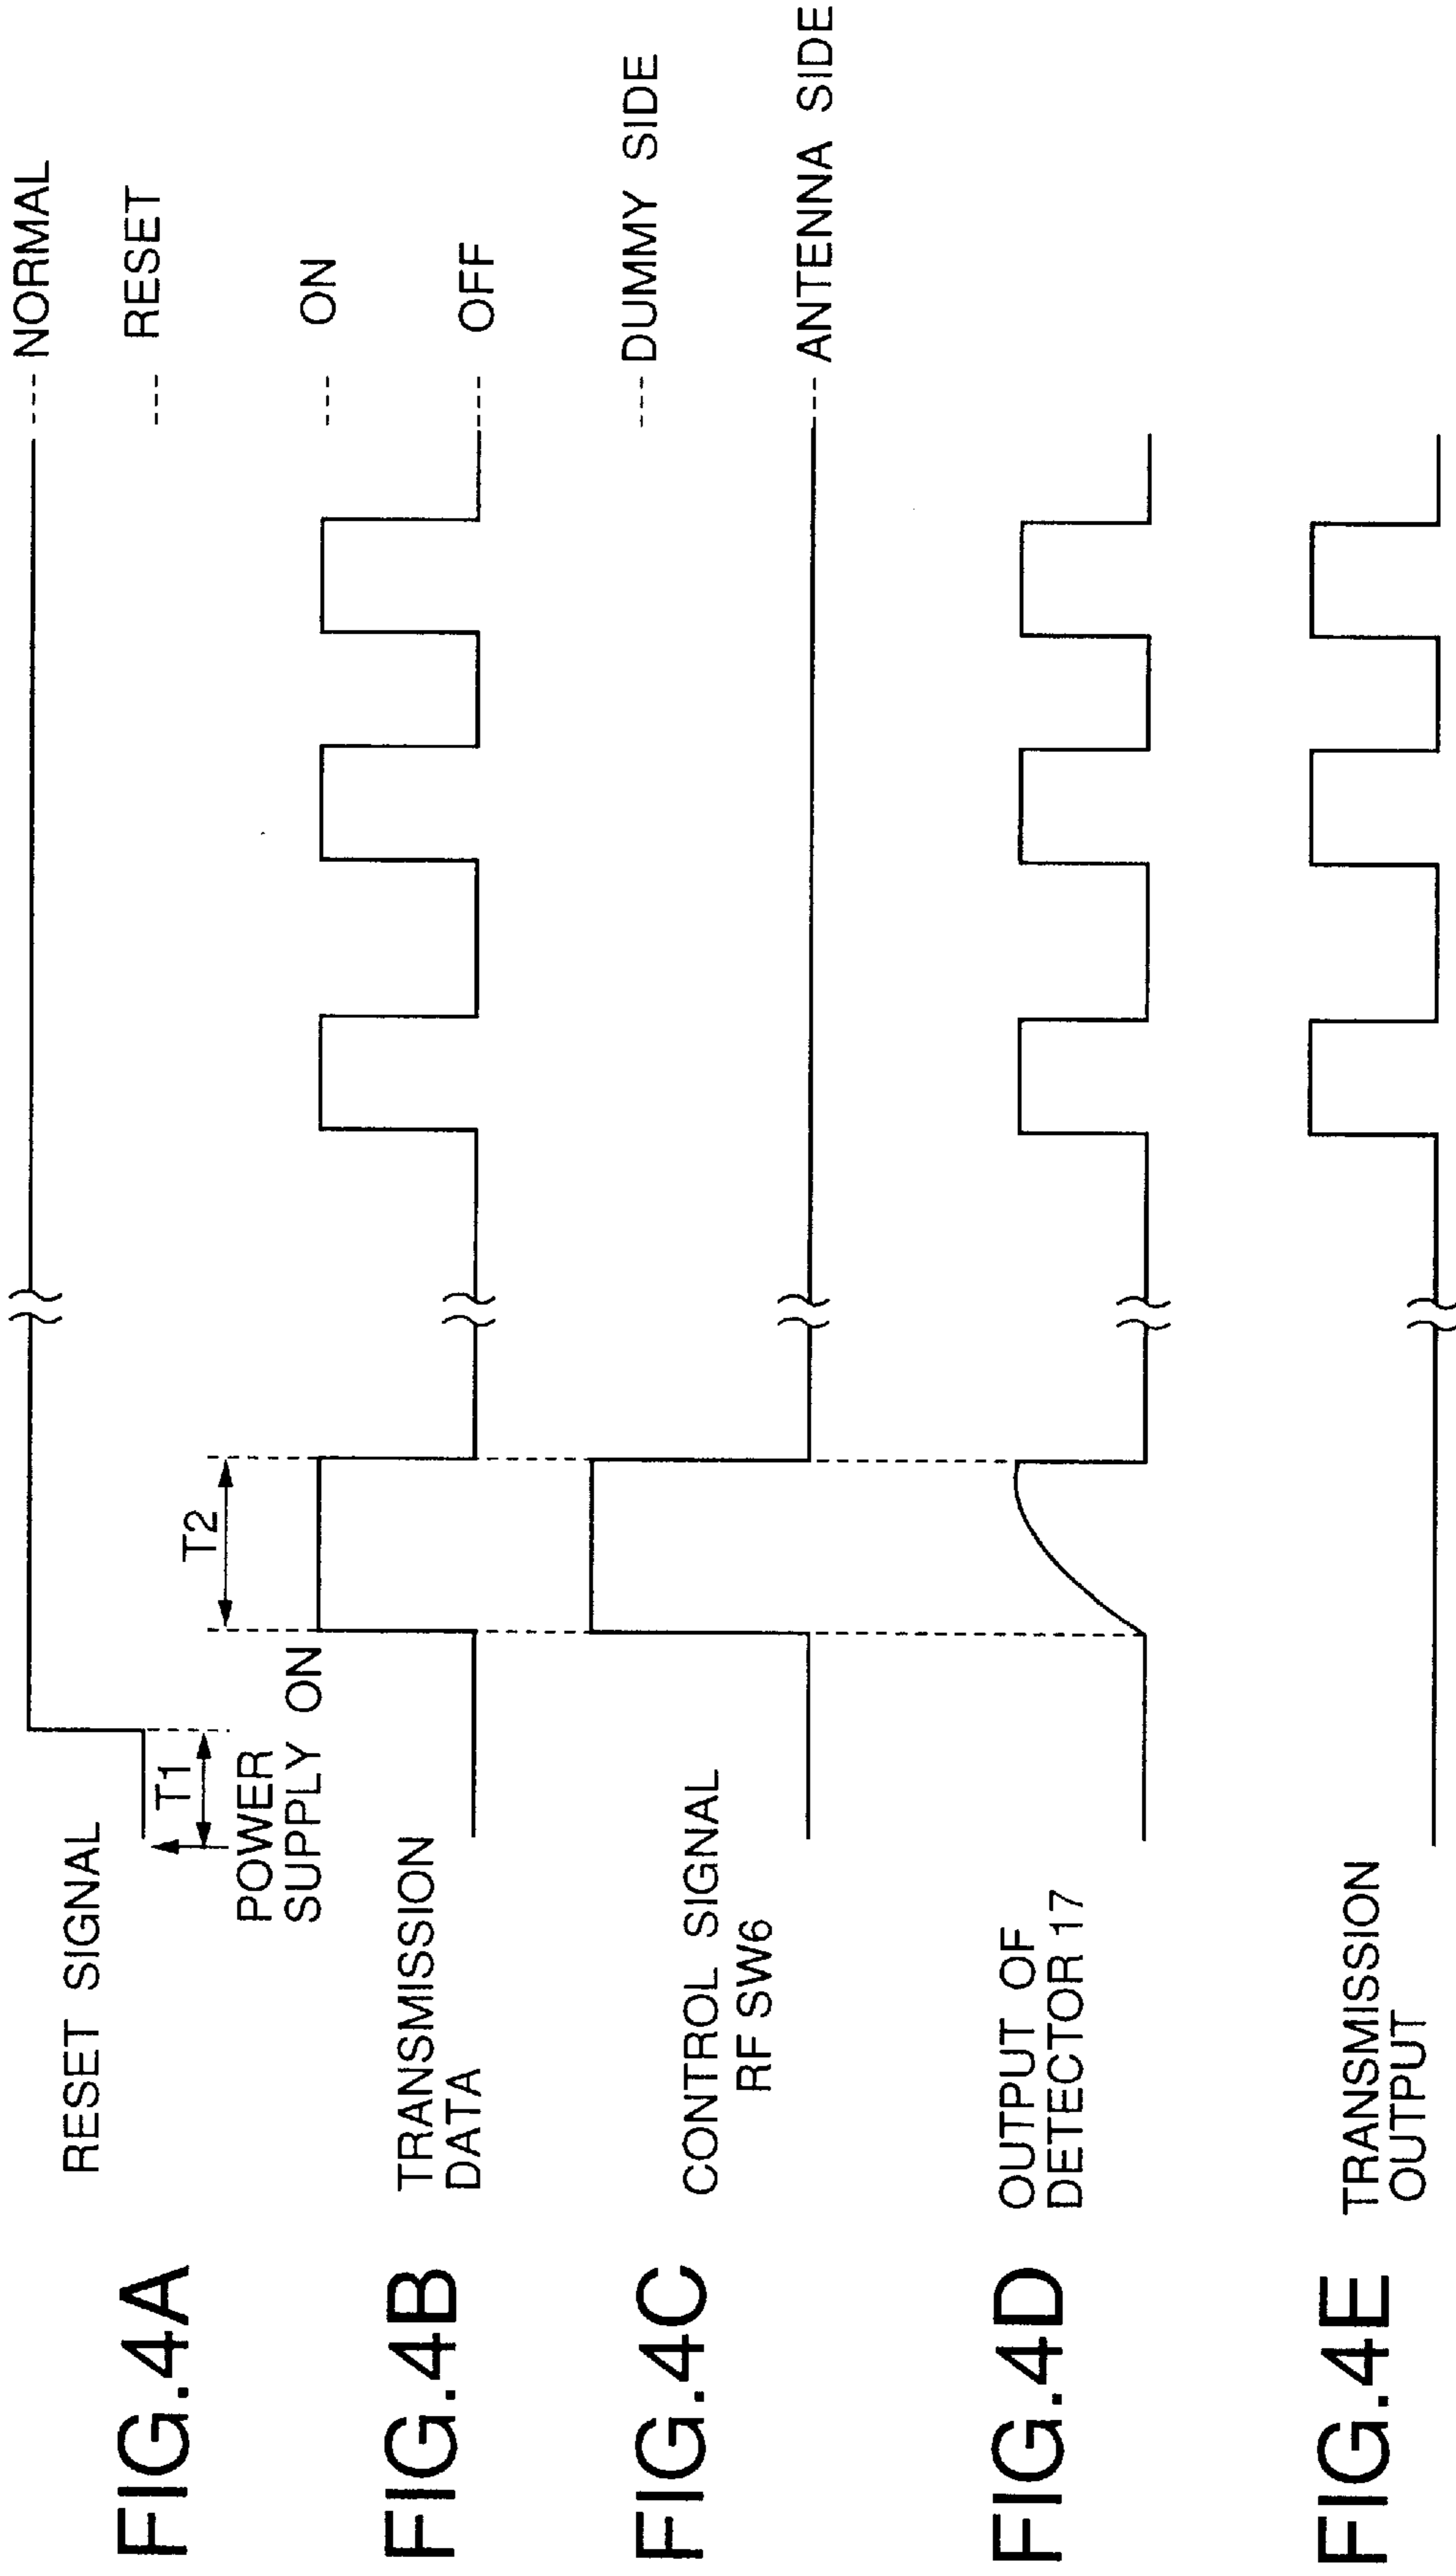 FIG.4A
RESET SIGNAL
T1
POWER
SUPPLY ON
T2
--- NORMAL
--- RESET
FIG.4B
TRANSMISSION
DATA
--- ON
--- OFF
FIG.4C
CONTROL SIGNAL
RF SW6
--- DUMMY SIDE
--- ANTENNA SIDE
FIG.4D
OUTPUT OF
DETECTOR 17
FIG.4E
TRANSMISSION
OUTPUT